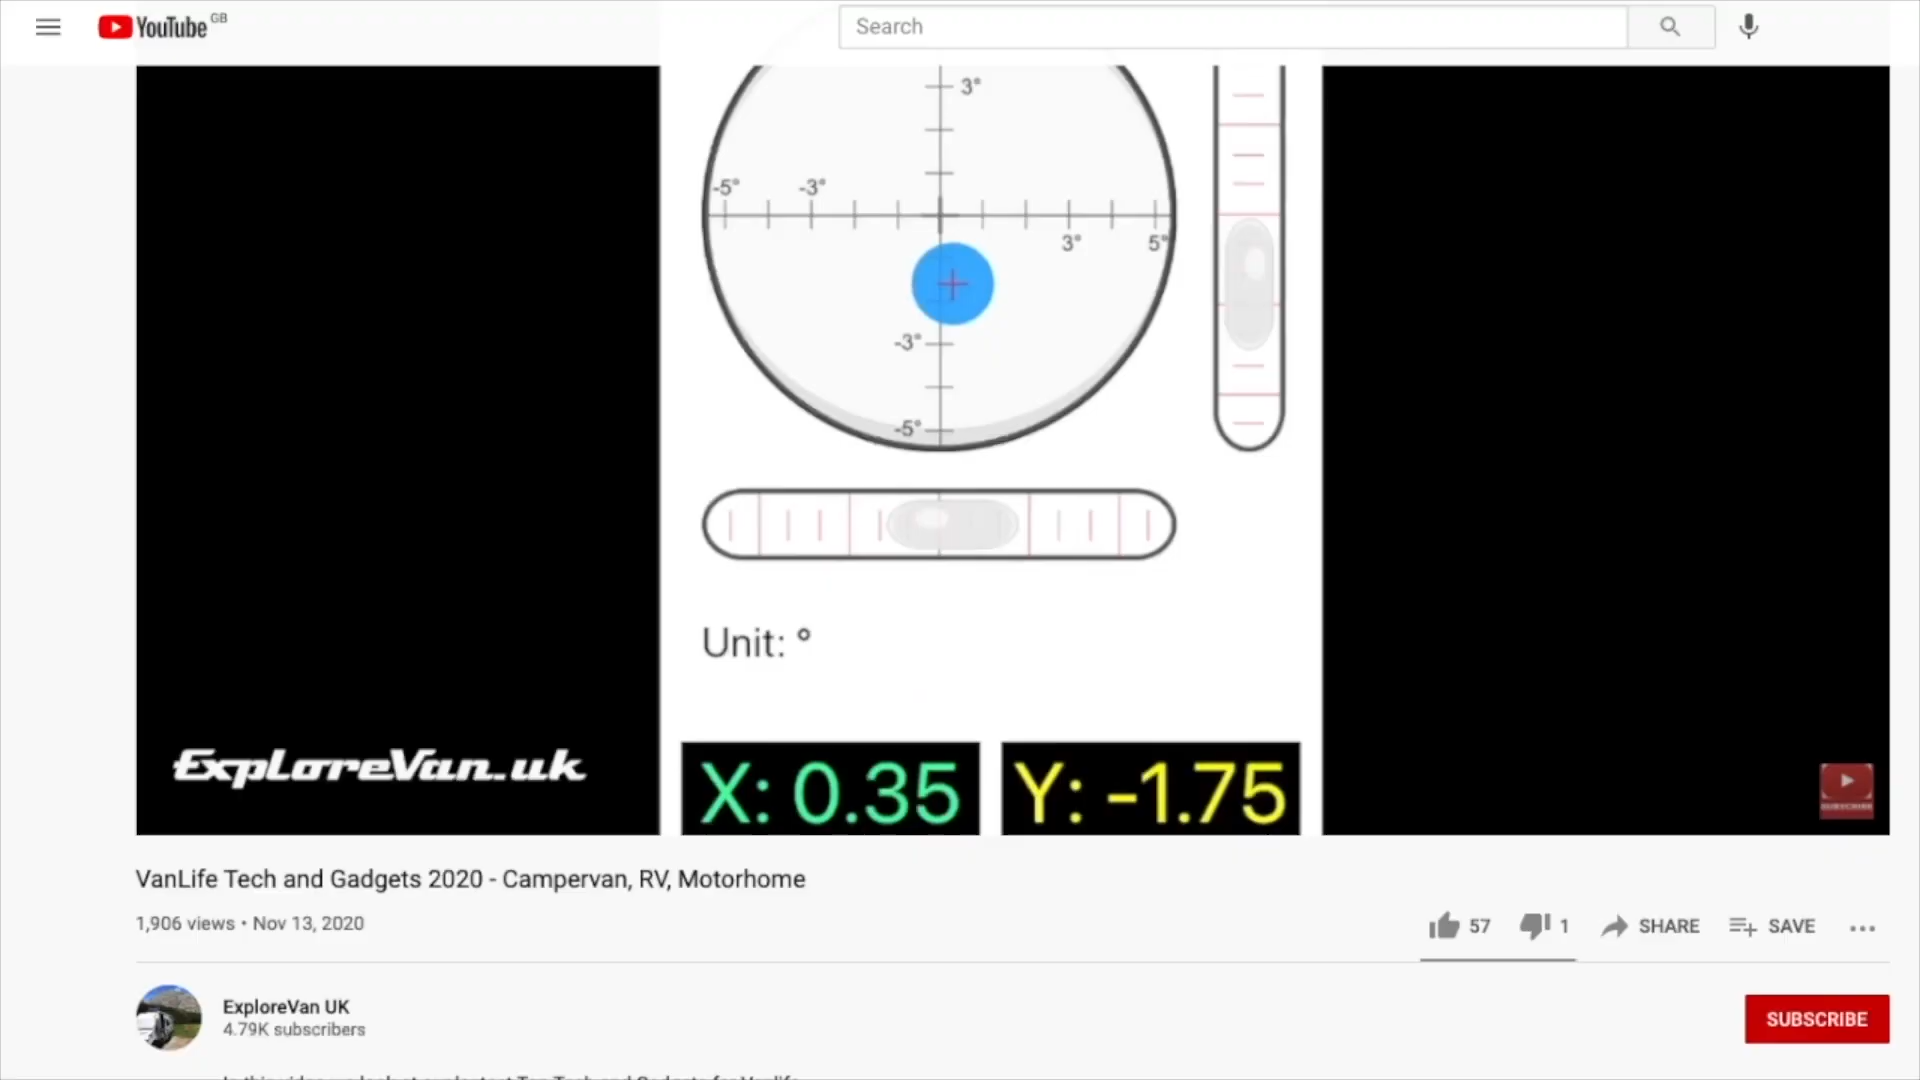 YouTube GB
Search
3°
-5° -3°
3° 5°
-3°
-5°
Unit: °
ExploreVan.uk
X: 0.35 Y: -1.75
SUBSCRIBE
VanLife Tech and Gadgets 2020 - Campervan, RV, Motorhome
1,906 views • Nov 13, 2020
57 1 SHARE SAVE ...
ExploreVan UK
4.79K subscribers
SUBSCRIBE